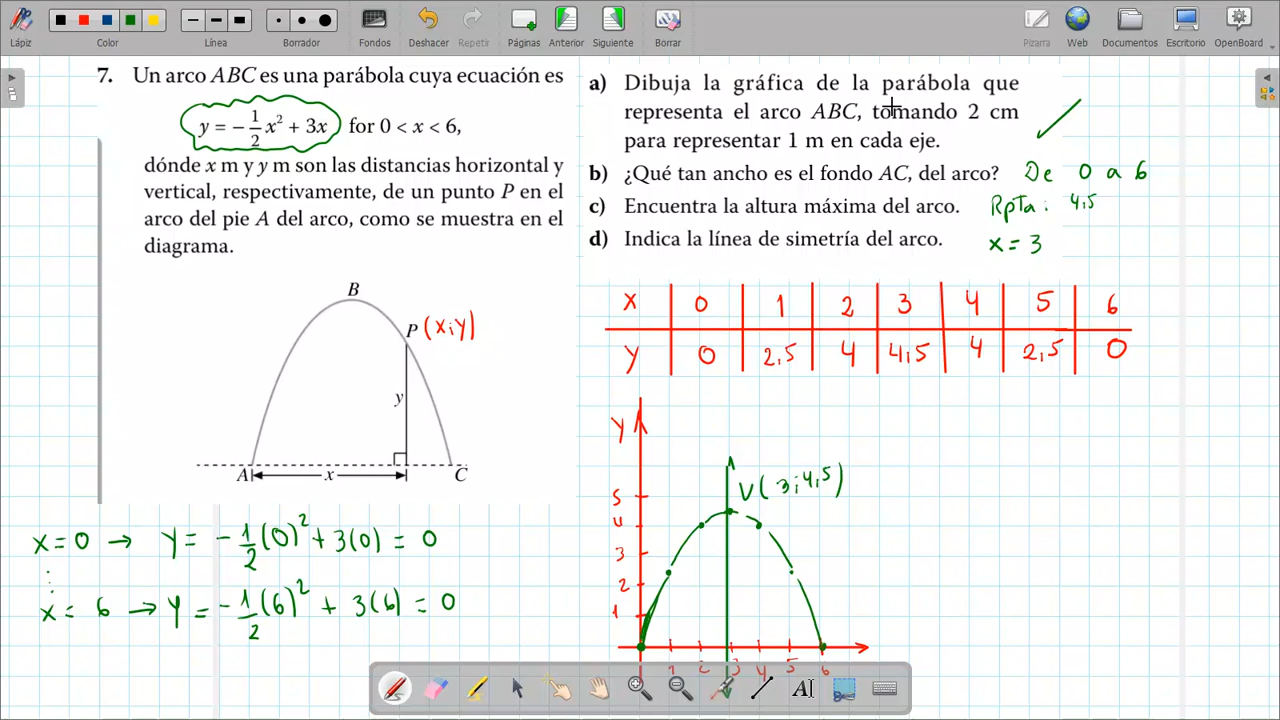 Lápiz
Color
Línea
Borrador
Fondos
Deshacer
Repetir
Páginas
Anterior
Siguiente
Borrar
Pizarra
Web
Documentos
Escritorio
OpenBoard
7. Un arco ABC es una parábola cuya ecuación es
y = −1/2 x² + 3x for 0 < x < 6,
dónde x m y y m son las distancias horizontal y
vertical, respectivamente, de un punto P en el
arco del pie A del arco, como se muestra en el
diagrama.
B
P (x;y)
y
A
x
C
x = 0 → y = −1/2(0)² + 3(0) = 0
⋮
x = 6 → y = −1/2(6)² + 3(6) = 0
a) Dibuja la gráfica de la parábola que
representa el arco ABC, tomando 2 cm
para representar 1 m en cada eje.
b) ¿Qué tan ancho es el fondo AC, del arco? De 0 a 6
c) Encuentra la altura máxima del arco. Rpta: 4,5
d) Indica la línea de simetría del arco. x = 3
x 0 1 2 3 4 5 6
y 0 2,5 4 4,5 4 2,5 0
y
V(3;4,5)
5
4
3
2
1
1 2 3 4 5 6
AI